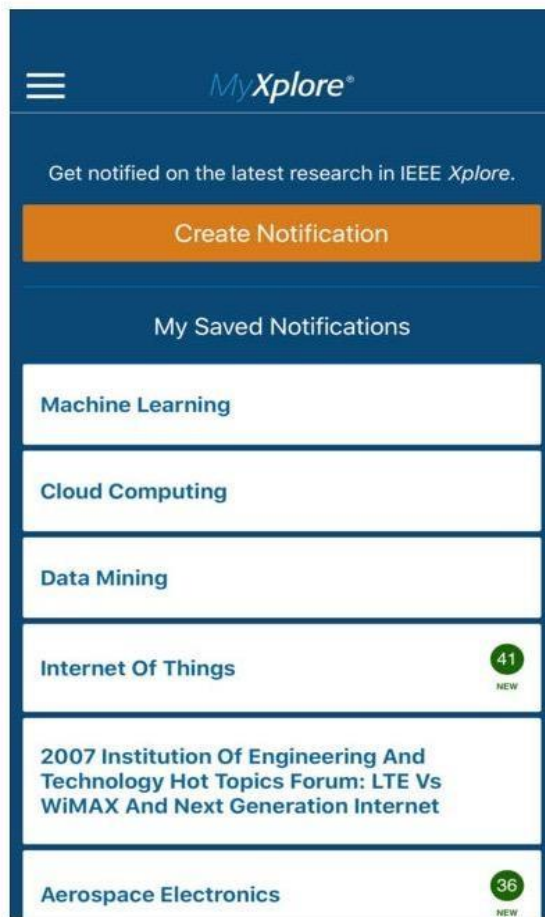 MyXplore®
Get notified on the latest research in IEEE Xplore.
Create Notification
My Saved Notifications
Machine Learning
Cloud Computing
Data Mining
Internet Of Things
41
NEW
2007 Institution Of Engineering And
Technology Hot Topics Forum: LTE Vs
WiMAX And Next Generation Internet
Aerospace Electronics
36
NEW